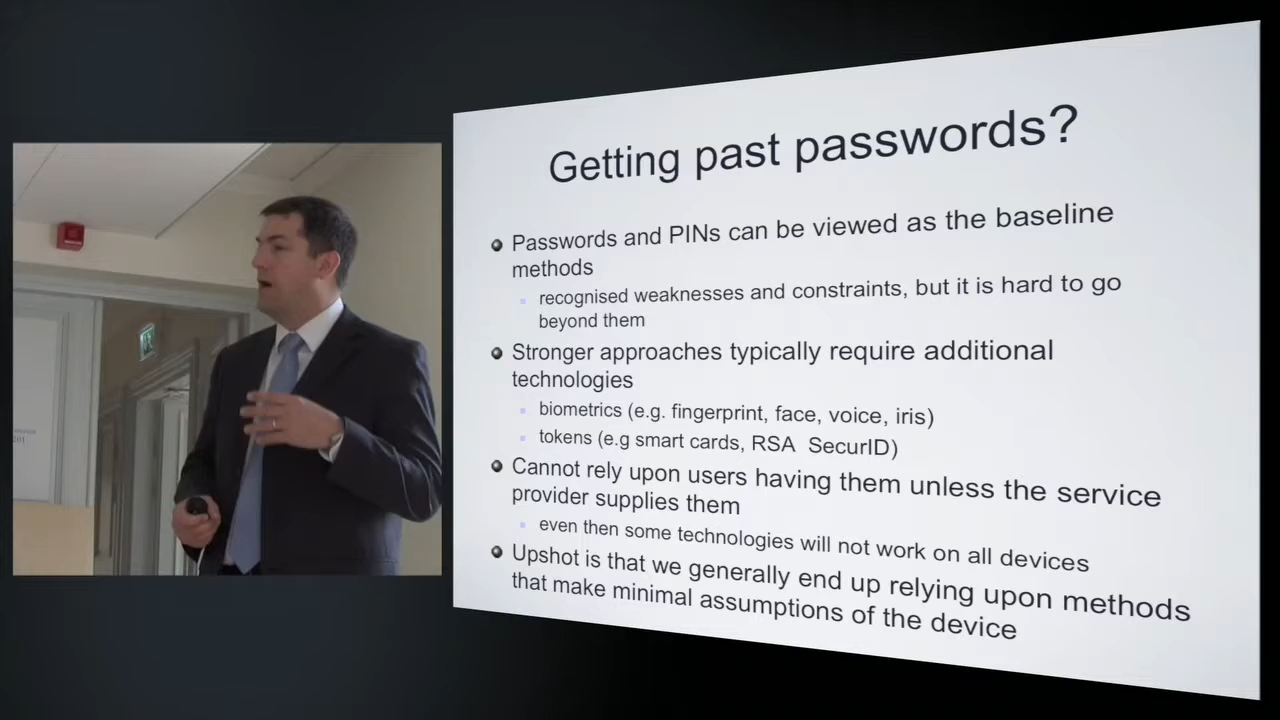 Getting past passwords?
Passwords and PINs can be viewed as the baseline
methods
recognised weaknesses and constraints, but it is hard to go
beyond them
Stronger approaches typically require additional
technologies
biometrics (e.g. fingerprint, face, voice, iris)
tokens (e.g smart cards, RSA SecurID)
Cannot rely upon users having them unless the service
provider supplies them
even then some technologies will not work on all devices
Upshot is that we generally end up relying upon methods
that make minimal assumptions of the device